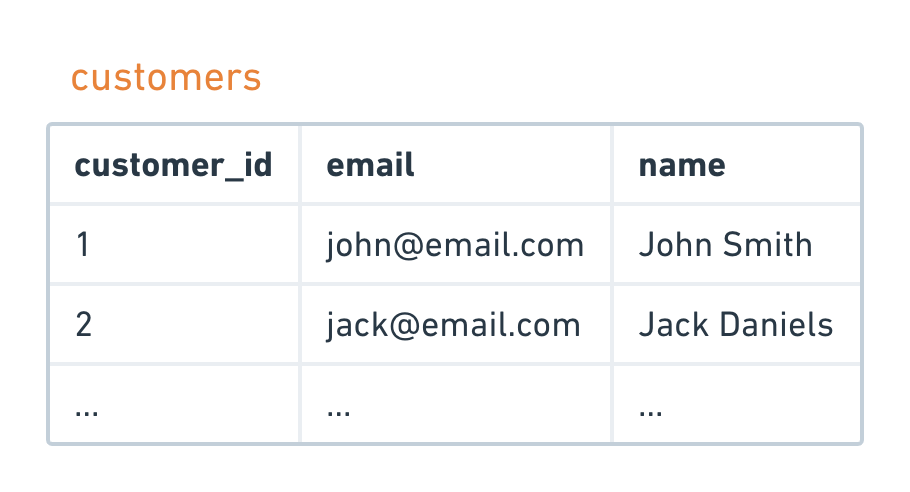 customers
customer_id email name
1 john@email.com John Smith
2 jack@email.com Jack Daniels
... ... ...